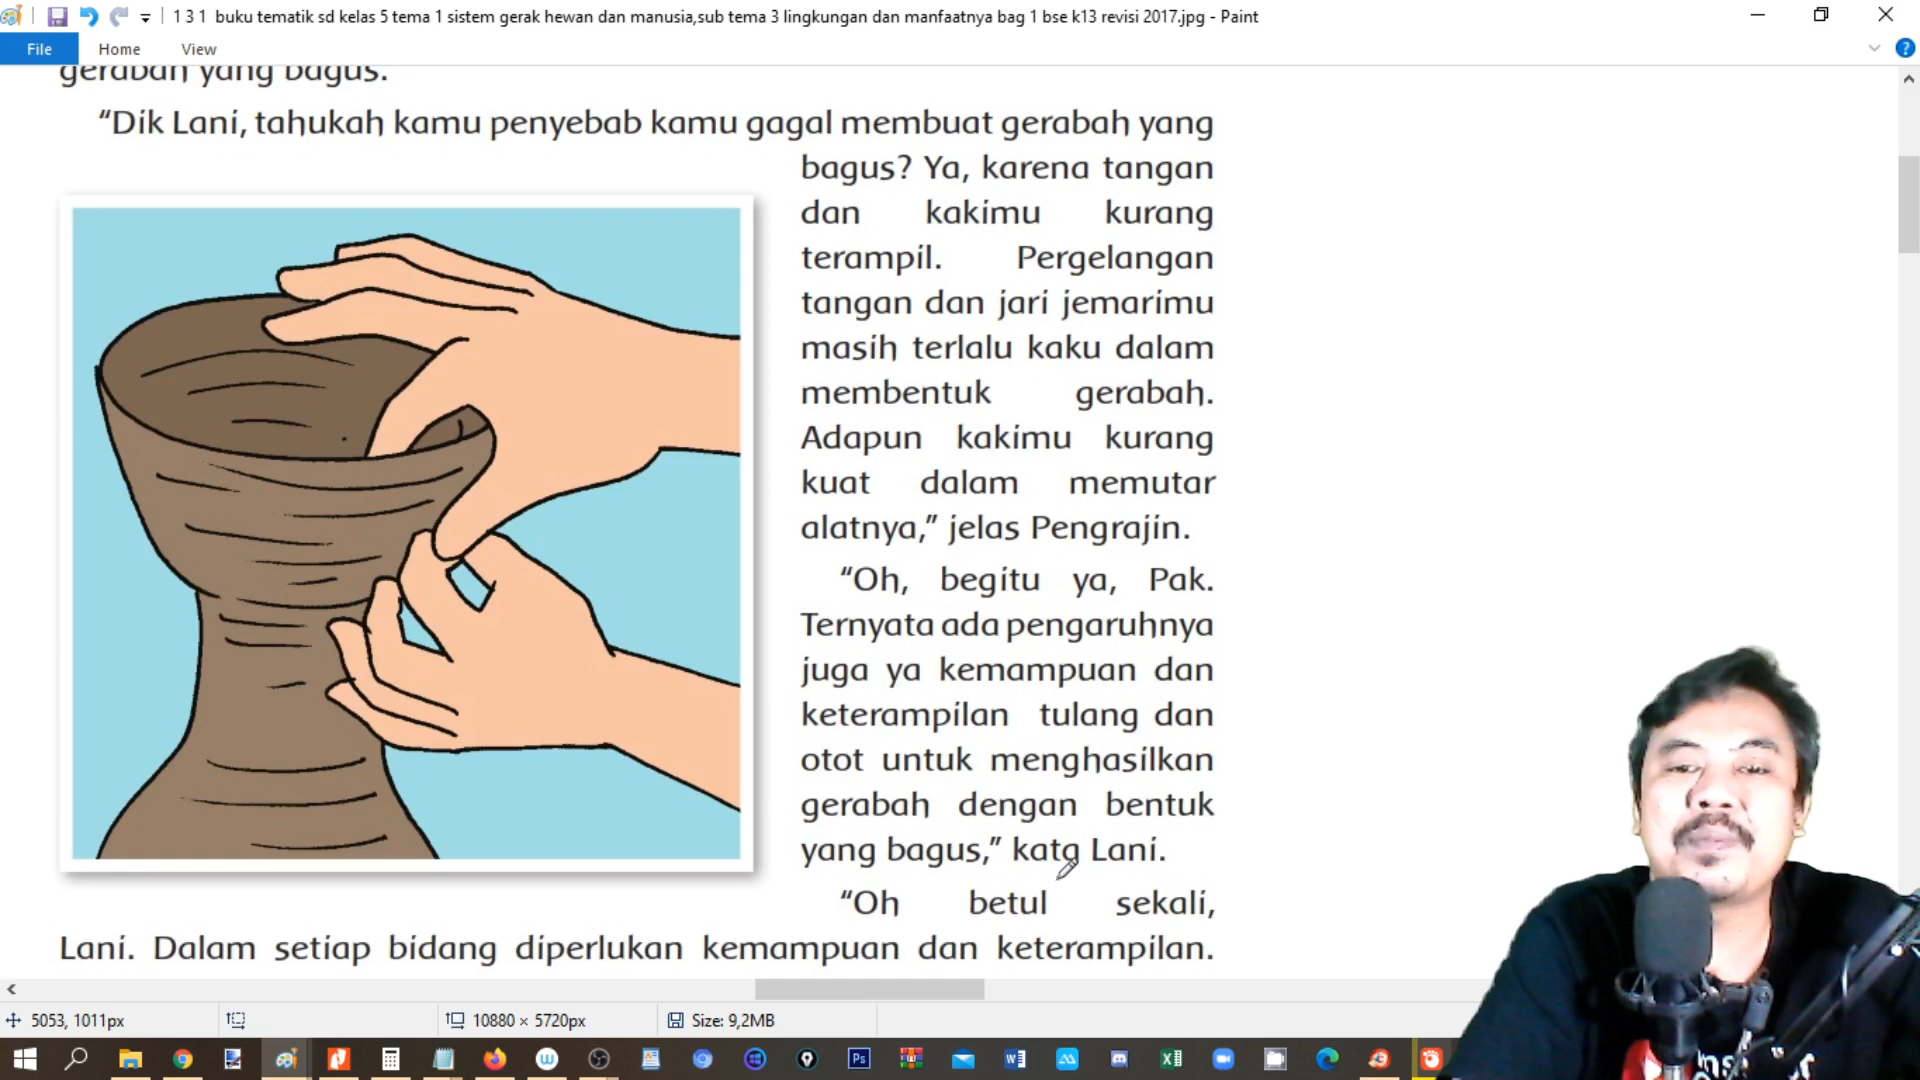 1 3 1 buku tematik sd kelas 5 tema 1 sistem gerak hewan dan manusia,sub tema 3 lingkungan dan manfaatnya bag 1 bse k13 revisi 2017.jpg - Paint
File Home View
gerabah yang bagus.
“Dik Lani, tahukah kamu penyebab kamu gagal membuat gerabah yang
bagus? Ya, karena tangan
dan kakimu kurang
terampil. Pergelangan
tangan dan jari jemarimu
masih terlalu kaku dalam
membentuk gerabah.
Adapun kakimu kurang
kuat dalam memutar
alatnya,” jelas Pengrajin.
“Oh, begitu ya, Pak.
Ternyata ada pengaruhnya
juga ya kemampuan dan
keterampilan tulang dan
otot untuk menghasilkan
gerabah dengan bentuk
yang bagus,” kata Lani.
“Oh betul sekali,
Lani. Dalam setiap bidang diperlukan kemampuan dan keterampilan.
5053, 1011px 10880 × 5720px Size: 9,2MB
Ps